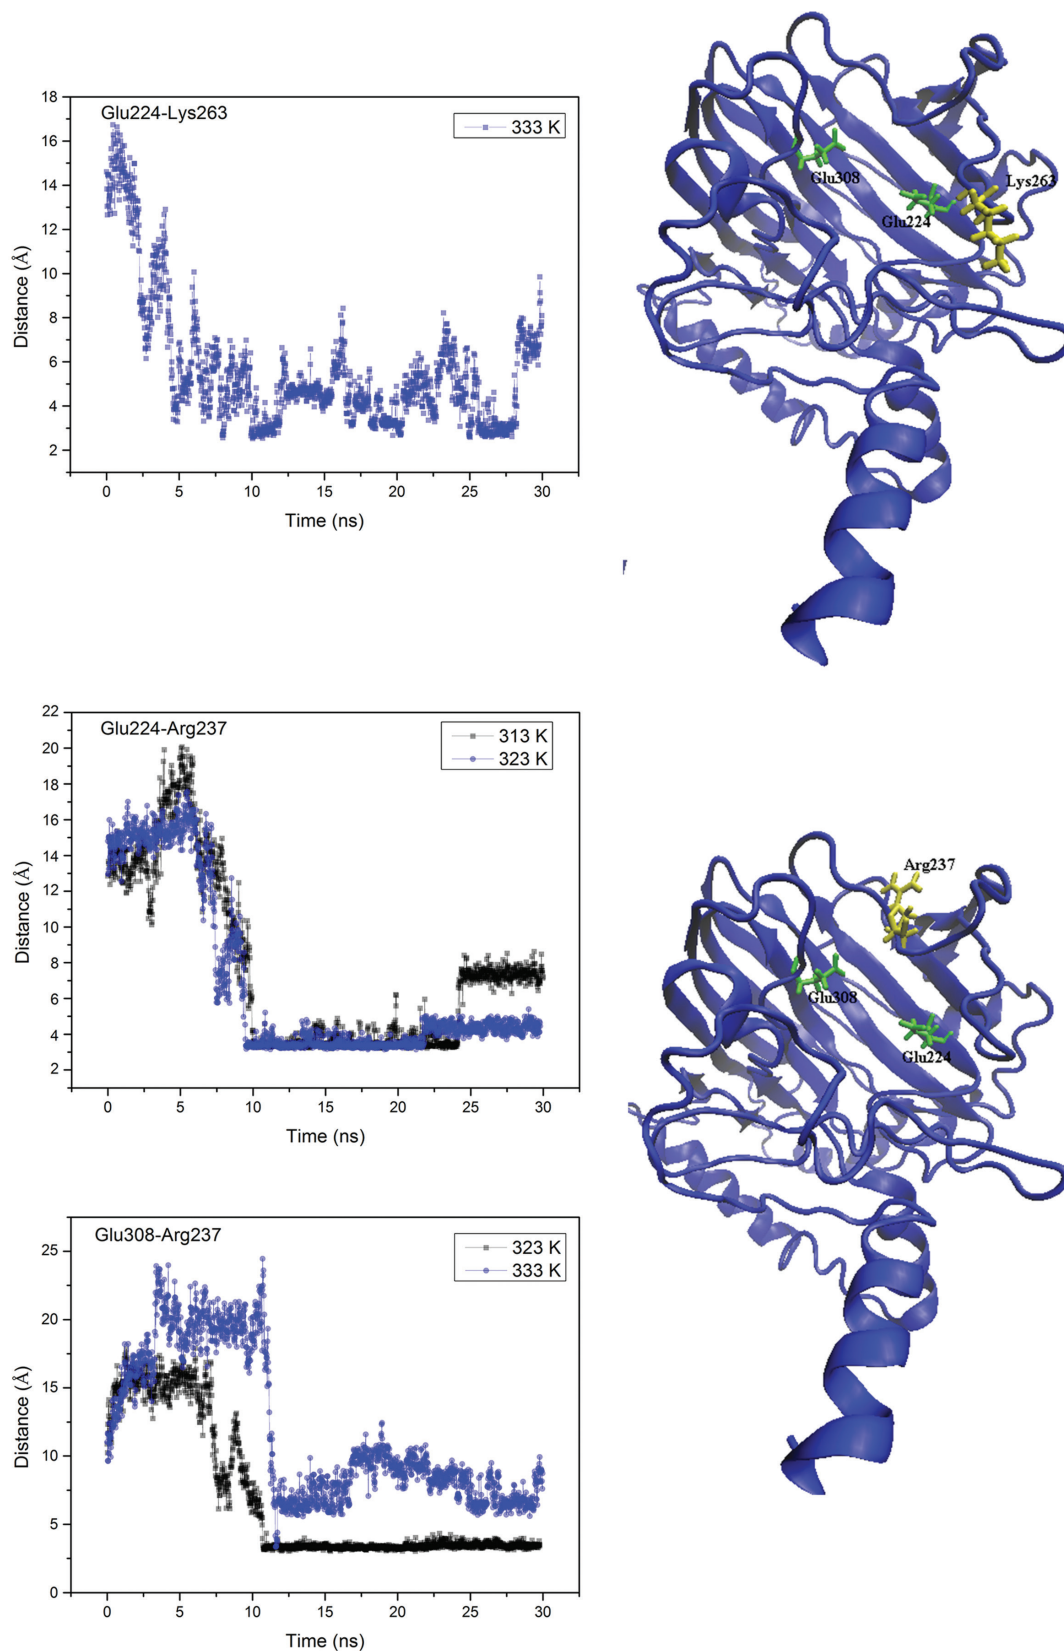 Glu224-Lys263
333 K
18
16
14
12
10
8
6
4
2
Distance (Å)
0 5 10 15 20 25 30
Time (ns)
Glu308
Lys263
Glu224
Glu224-Arg237
313 K
323 K
22
20
18
16
14
12
10
8
6
4
2
Distance (Å)
0 5 10 15 20 25 30
Time (ns)
Arg237
Glu308
Glu224
Glu308-Arg237
323 K
333 K
25
20
15
10
5
0
Distance (Å)
0 5 10 15 20 25 30
Time (ns)